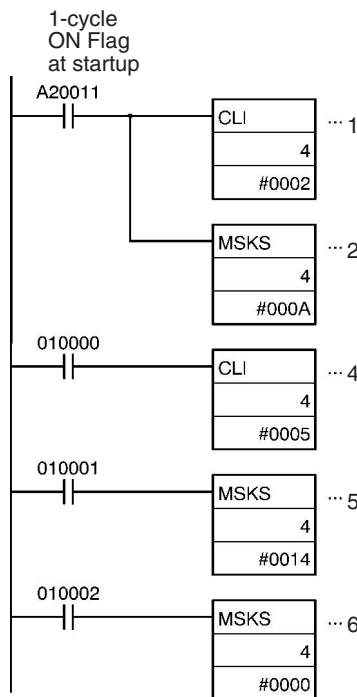 1-cycle
ON Flag
at startup
A20011
CLI
···1
4
#0002
MSKS
···2
4
#000A
010000
CLI
···4
4
#0005
010001
MSKS
···5
4
#0014
010002
MSKS
···6
4
#0000